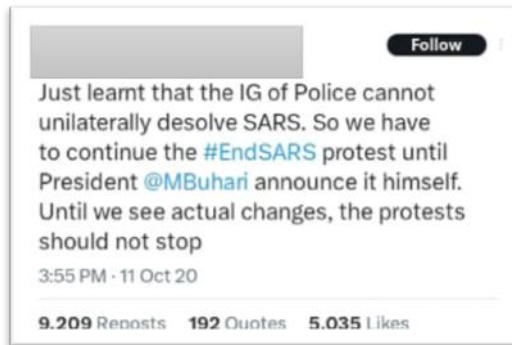 Follow
Just learnt that the IG of Police cannot
unilaterally desolve SARS. So we have
to continue the #EndSARS protest until
President @MBuhari announce it himself.
Until we see actual changes, the protests
should not stop
3:55 PM · 11 Oct 20
9.209 Reposts 192 Quotes 5.035 Likes